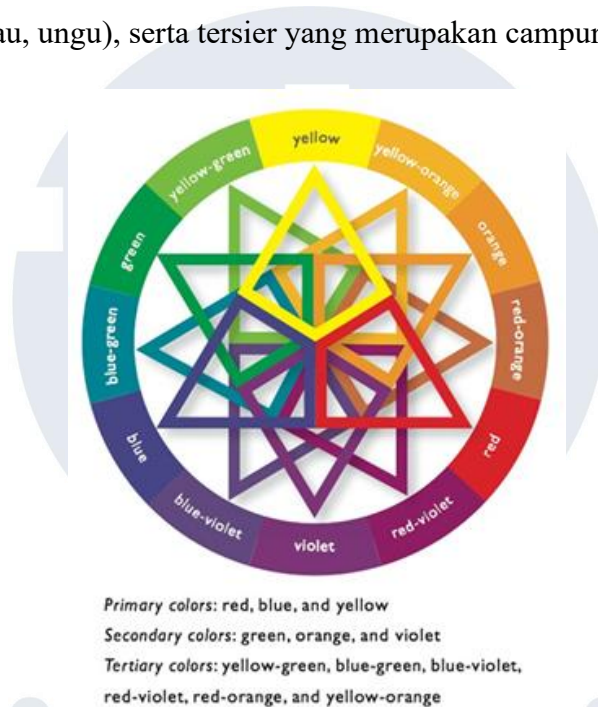 au, ungu), serta tersier yang merupakan campur
yellow
yellow-green
yellow-orange
green
orange
blue-green
red-orange
blue
red
blue-violet
red-violet
violet
Primary colors: red, blue, and yellow
Secondary colors: green, orange, and violet
Tertiary colors: yellow-green, blue-green, blue-violet,
red-violet, red-orange, and yellow-orange